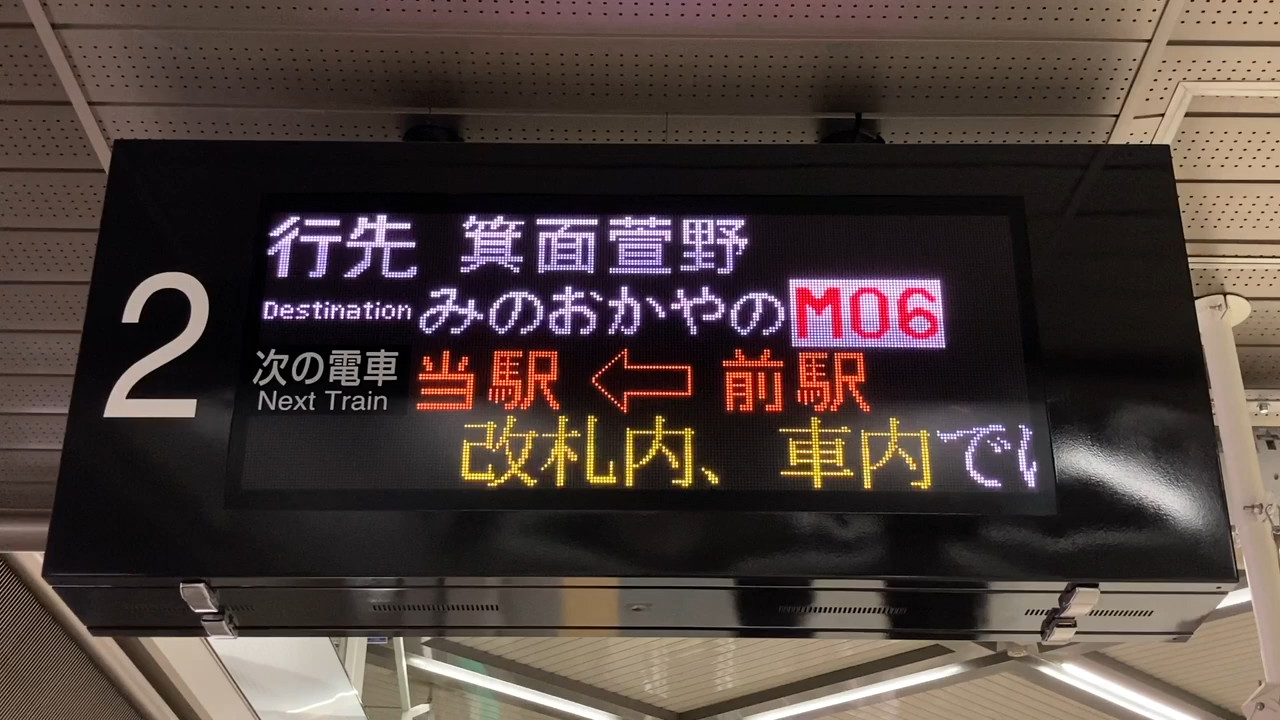 2
行先 箕面萱野
Destination みのおかやの M06
次の電車 当駅 ← 前駅
Next Train
改札内、車内で